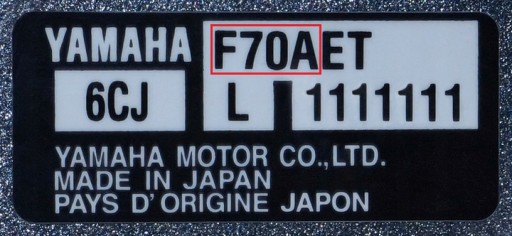 YAMAHA F70AET
6CJ L 1111111
YAMAHA MOTOR CO.,LTD.
MADE IN JAPAN
PAYS D'ORIGINE JAPON